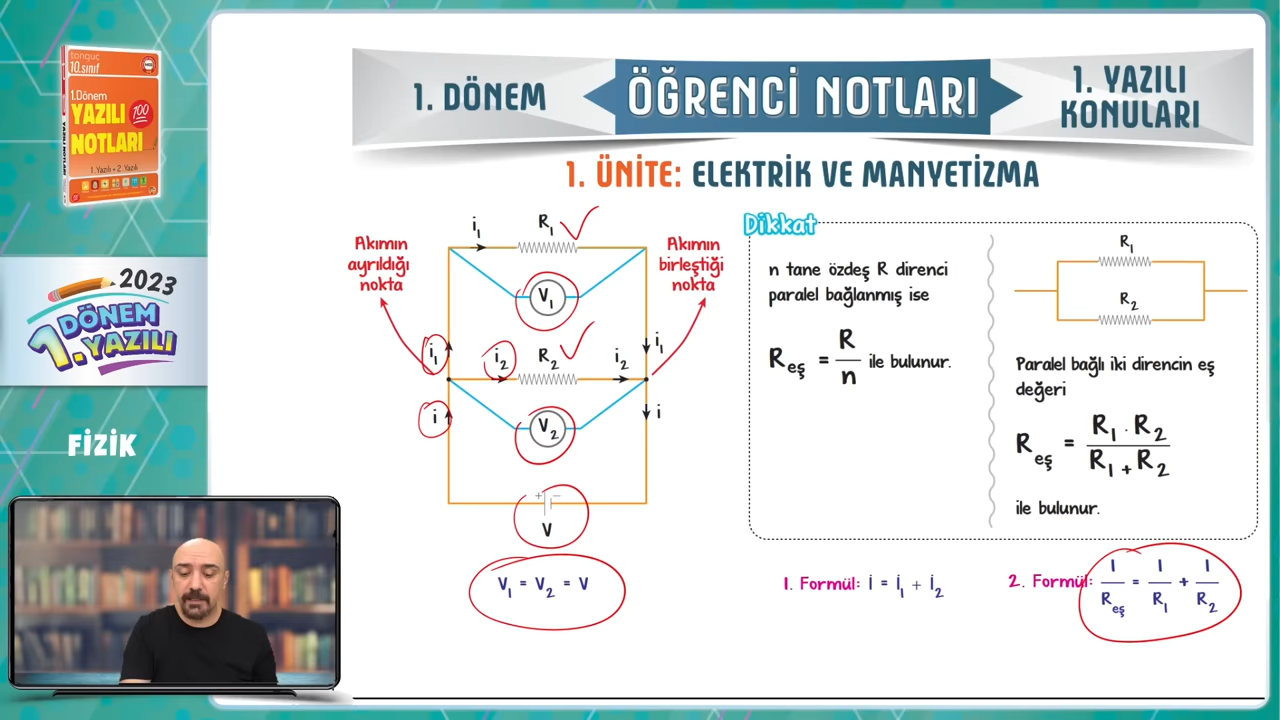 tonguç
10.sınıf
1.Dönem
YAZILI
100
NOTLARI
1. Yazılı • 2. Yazılı
YAZILI NOTLARI
2023
1. DÖNEM
YAZILI
FİZİK
1. DÖNEM
ÖĞRENCİ NOTLARI
1. YAZILI
KONULARI
1. ÜNİTE: ELEKTRİK VE MANYETİZMA
Akımın
ayrıldığı
nokta
i₁
R₁
Akımın
birleştiği
nokta
V₁
i₁
i₂
R₂
i₂
i₁
i
V₂
i
+ −
V
V₁ = V₂ = V
Dikkat
n tane özdeş R direnci
paralel bağlanmış ise
Reş = R/n ile bulunur.
R₁
R₂
Paralel bağlı iki direncin eş
değeri
Reş = R₁ . R₂ / R₁ + R₂
ile bulunur.
1. Formül: i = i₁ + i₂
2. Formül: 1/Reş = 1/R₁ + 1/R₂